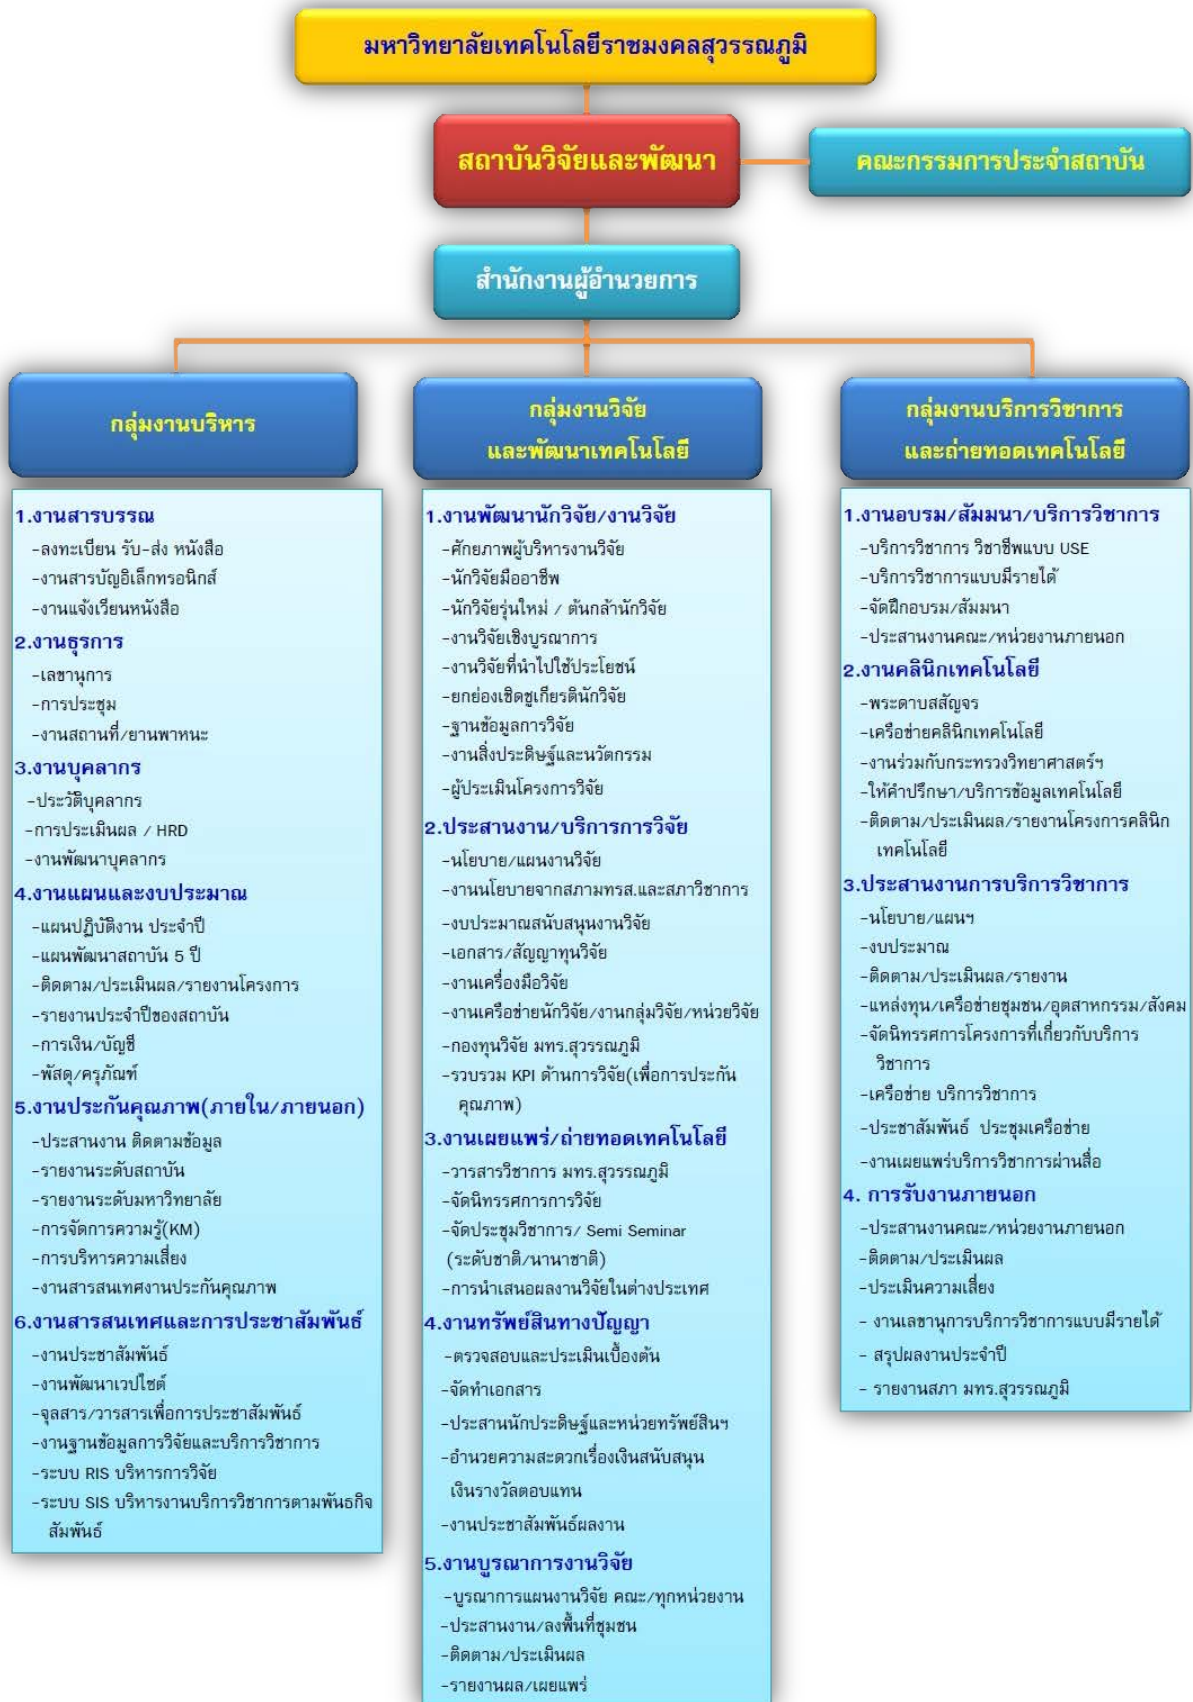 มหาวิทยาลัยเทคโนโลยีราชมงคลสุวรรณภูมิ
สถาบันวิจัยและพัฒนา
คณะกรรมการประจำสถาบัน
สำนักงานผู้อำนวยการ
กลุ่มงานบริหาร
1.งานสารบรรณ
-ลงทะเบียน รับ-ส่ง หนังสือ
-งานสารบัญอิเล็กทรอนิกส์
-งานแจ้งเวียนหนังสือ
2.งานธุรการ
-เลขานุการ
-การประชุม
-งานสถานที่/ยานพาหนะ
3.งานบุคลากร
-ประวัติบุคลากร
-การประเมินผล / HRD
-งานพัฒนาบุคลากร
4.งานแผนและงบประมาณ
-แผนปฏิบัติงาน ประจำปี
-แผนพัฒนาสถาบัน 5 ปี
-ติดตาม/ประเมินผล/รายงานโครงการ
-รายงานประจำปีของสถาบัน
-การเงิน/บัญชี
-พัสดุ/ครุภัณฑ์
5.งานประกันคุณภาพ(ภายใน/ภายนอก)
-ประสานงาน ติดตามข้อมูล
-รายงานระดับสถาบัน
-รายงานระดับมหาวิทยาลัย
-การจัดการความรู้(KM)
-การบริหารความเสี่ยง
-งานสารสนเทศงานประกันคุณภาพ
6.งานสารสนเทศและการประชาสัมพันธ์
-งานประชาสัมพันธ์
-งานพัฒนาเวปไซต์
-จุลสาร/วารสารเพื่อการประชาสัมพันธ์
-งานฐานข้อมูลการวิจัยและบริการวิชาการ
-ระบบ RIS บริหารการวิจัย
-ระบบ SIS บริหารงานบริการวิชาการตามพันธกิจ
สัมพันธ์
กลุ่มงานวิจัย
และพัฒนาเทคโนโลยี
1.งานพัฒนานักวิจัย/งานวิจัย
-ศักยภาพผู้บริหารงานวิจัย
-นักวิจัยมืออาชีพ
-นักวิจัยรุ่นใหม่ / ต้นกล้านักวิจัย
-งานวิจัยเชิงบูรณาการ
-งานวิจัยที่นำไปใช้ประโยชน์
-ยกย่องเชิดชูเกียรตินักวิจัย
-ฐานข้อมูลการวิจัย
-งานสิ่งประดิษฐ์และนวัตกรรม
-ผู้ประเมินโครงการวิจัย
2.ประสานงาน/บริการการวิจัย
-นโยบาย/แผนงานวิจัย
-งานนโยบายจากสภามทรส.และสภาวิชาการ
-งบประมาณสนับสนุนงานวิจัย
-เอกสาร/สัญญาทุนวิจัย
-งานเครื่องมือวิจัย
-งานเครือข่ายนักวิจัย/งานกลุ่มวิจัย/หน่วยวิจัย
-กองทุนวิจัย มทร.สุวรรณภูมิ
-รวบรวม KPI ด้านการวิจัย(เพื่อการประกัน
คุณภาพ)
3.งานเผยแพร่/ถ่ายทอดเทคโนโลยี
-วารสารวิชาการ มทร.สุวรรณภูมิ
-จัดนิทรรศการการวิจัย
-จัดประชุมวิชาการ/ Semi Seminar
(ระดับชาติ/นานาชาติ)
-การนำเสนอผลงานวิจัยในต่างประเทศ
4.งานทรัพย์สินทางปัญญา
-ตรวจสอบและประเมินเบื้องต้น
-จัดทำเอกสาร
-ประสานนักประดิษฐ์และหน่วยทรัพย์สินฯ
-อำนวยความสะดวกเรื่องเงินสนับสนุน
เงินรางวัลตอบแทน
-งานประชาสัมพันธ์ผลงาน
5.งานบูรณาการงานวิจัย
-บูรณาการแผนงานวิจัย คณะ/ทุกหน่วยงาน
-ประสานงาน/ลงพื้นที่ชุมชน
-ติดตาม/ประเมินผล
-รายงานผล/เผยแพร่
กลุ่มงานบริการวิชาการ
และถ่ายทอดเทคโนโลยี
1.งานอบรม/สัมมนา/บริการวิชาการ
-บริการวิชาการ วิชาชีพแบบ USE
-บริการวิชาการแบบมีรายได้
-จัดฝึกอบรม/สัมมนา
-ประสานงานคณะ/หน่วยงานภายนอก
2.งานคลินิกเทคโนโลยี
-พระดาบสสัญจร
-เครือข่ายคลินิกเทคโนโลยี
-งานร่วมกับกระทรวงวิทยาศาสตร์ฯ
-ให้คำปรึกษา/บริการข้อมูลเทคโนโลยี
-ติดตาม/ประเมินผล/รายงานโครงการคลินิก
เทคโนโลยี
3.ประสานงานการบริการวิชาการ
-นโยบาย/แผนฯ
-งบประมาณ
-ติดตาม/ประเมินผล/รายงาน
-แหล่งทุน/เครือข่ายชุมชน/อุตสาหกรรม/สังคม
-จัดนิทรรศการโครงการที่เกี่ยวกับบริการ
วิชาการ
-เครือข่าย บริการวิชาการ
-ประชาสัมพันธ์ ประชุมเครือข่าย
-งานเผยแพร่บริการวิชาการผ่านสื่อ
4. การรับงานภายนอก
-ประสานงานคณะ/หน่วยงานภายนอก
-ติดตาม/ประเมินผล
-ประเมินความเสี่ยง
- งานเลขานุการบริการวิชาการแบบมีรายได้
- สรุปผลงานประจำปี
- รายงานสภา มทร.สุวรรณภูมิ